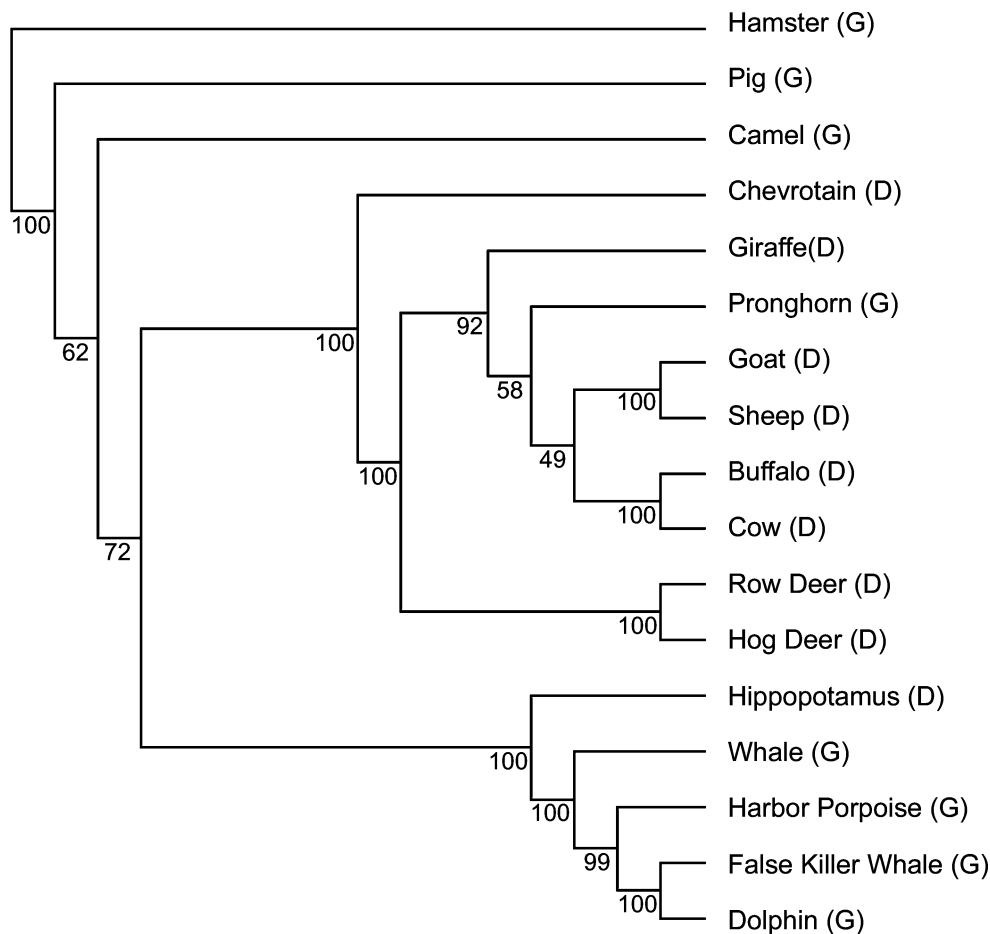 Hamster (G)
Pig (G)
Camel (G)
Chevrotain (D)
100
Giraffe(D)
Pronghorn (G)
92
100
62
Goat (D)
58
100
Sheep (D)
49
Buffalo (D)
100
100
Cow (D)
72
Row Deer (D)
100
Hog Deer (D)
Hippopotamus (D)
Whale (G)
100
Harbor Porpoise (G)
100
False Killer Whale (G)
99
100
Dolphin (G)